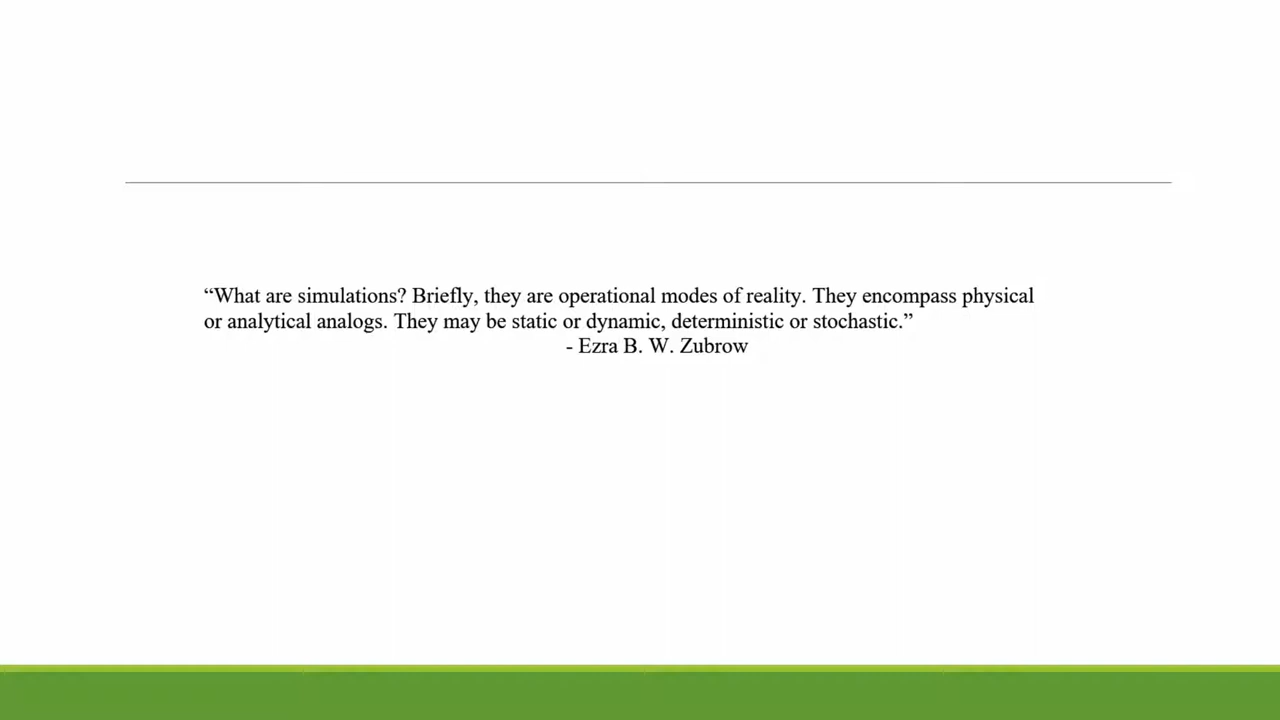 “What are simulations? Briefly, they are operational modes of reality. They encompass physical
or analytical analogs. They may be static or dynamic, deterministic or stochastic.”
- Ezra B. W. Zubrow